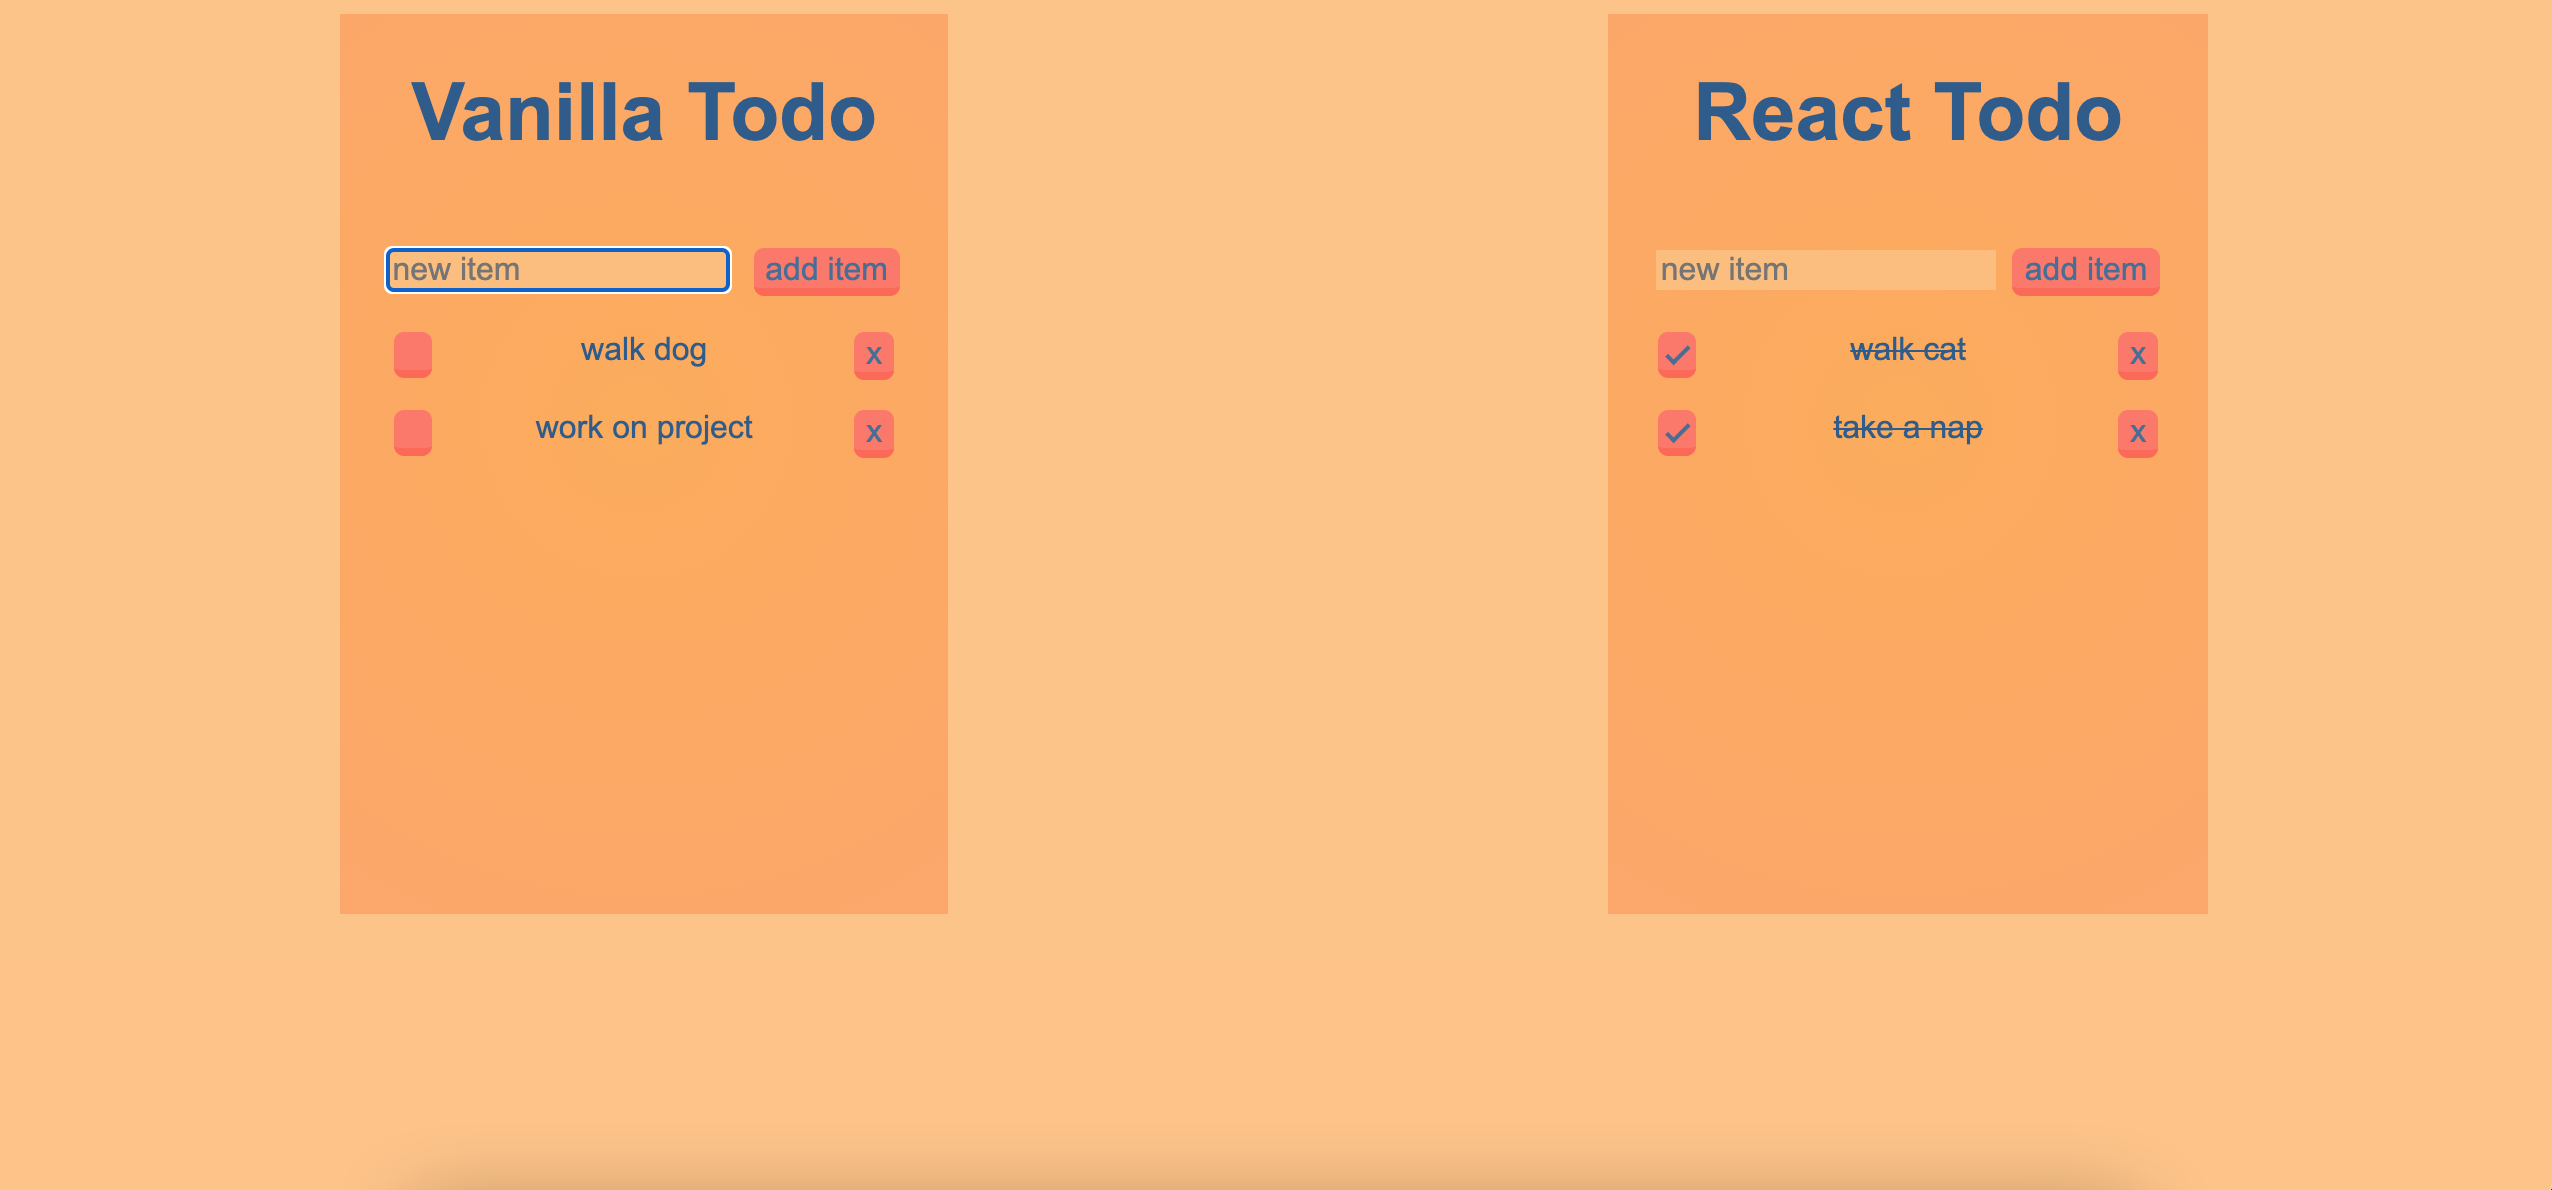 Vanilla Todo
new item
add item
walk dog
x
work on project
x
React Todo
new item
add item
walk cat
x
take a nap
x